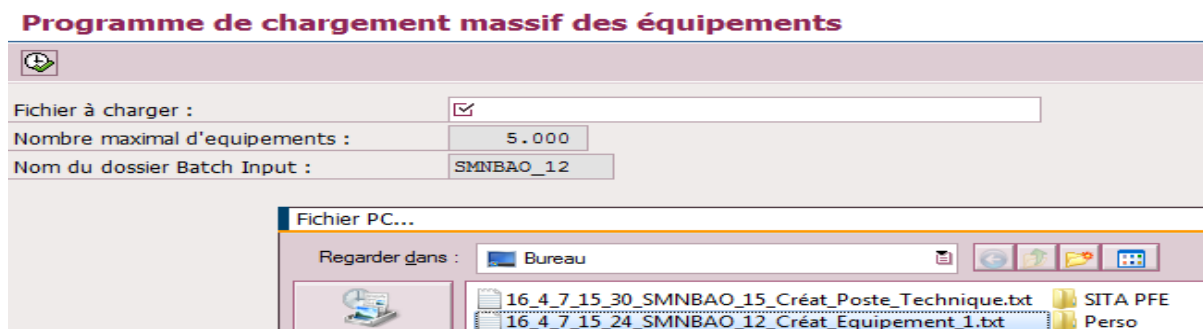 Programme de chargement massif des équipements
Fichier à charger :
Nombre maximal d'equipements : 5.000
Nom du dossier Batch Input : SMNBAO_12
Fichier PC...
Regarder dans : Bureau
16_4_7_15_30_SMNBAO_15_Créat_Poste_Technique.txt SITA PFE
16_4_7_15_24_SMNBAO_12_Créat_Equipement_1.txt Perso